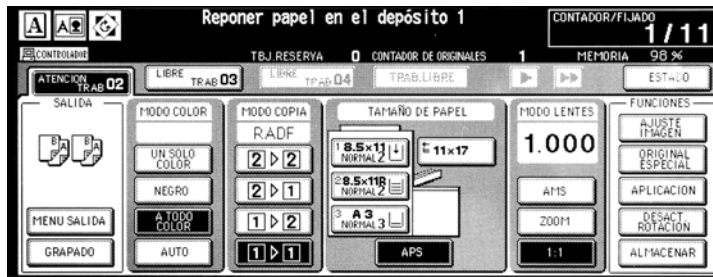 Reponer papel en el depósito 1
CONTADOR/FIJADO
1/11
CONTROLADOR
TBJ.RESERVA 0 CONTADOR DE ORIGINALES 1 MEMORIA 98 %
ATENCION TRAB 02
LIBRE TRAB 03
LIBRE TRAB 04
TRAB.LIBRE
ESTADO
SALIDA
MENU SALIDA
GRAPADO
MODO COLOR
UN SOLO COLOR
NEGRO
A TODO COLOR
AUTO
MODO COPIA
RADF
2 ▷ 2
2 ▷ 1
1 ▷ 2
1 ▷ 1
TAMAÑO DE PAPEL
1 8.5x11
NORMAL 2
11x17
2 8.5x11R
NORMAL 2
3 A3
NORMAL 3
APS
MODO LENTES
1.000
AMS
ZOOM
1:1
FUNCIONES
AJUSTE IMAGEN
ORIGINAL ESPECIAL
APLICACION
DESACT ROTACION
ALMACENAR